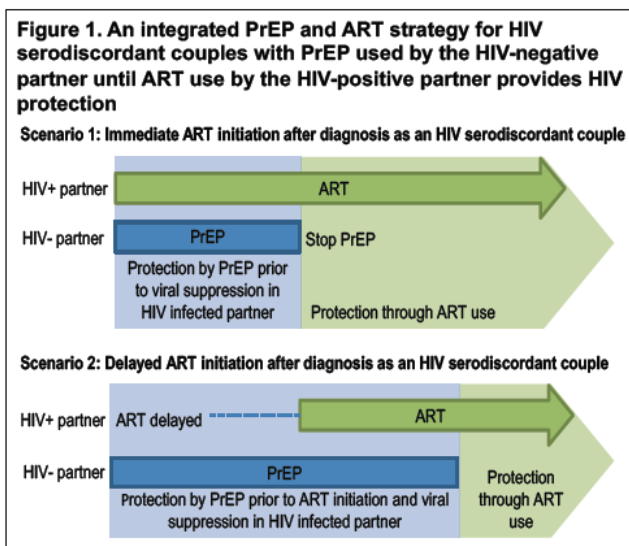 Figure 1. An integrated PrEP and ART strategy for HIV
serodiscordant couples with PrEP used by the HIV-negative
partner until ART use by the HIV-positive partner provides HIV
protection
Scenario 1: Immediate ART initiation after diagnosis as an HIV serodiscordant couple
HIV+ partner
ART
HIV- partner
PrEP
Stop PrEP
Protection by PrEP prior
to viral suppression in
HIV infected partner
Protection through ART use
Scenario 2: Delayed ART initiation after diagnosis as an HIV serodiscordant couple
HIV+ partner
ART delayed
ART
HIV- partner
PrEP
Protection by PrEP prior to ART initiation and viral
suppression in HIV infected partner
Protection
through ART
use